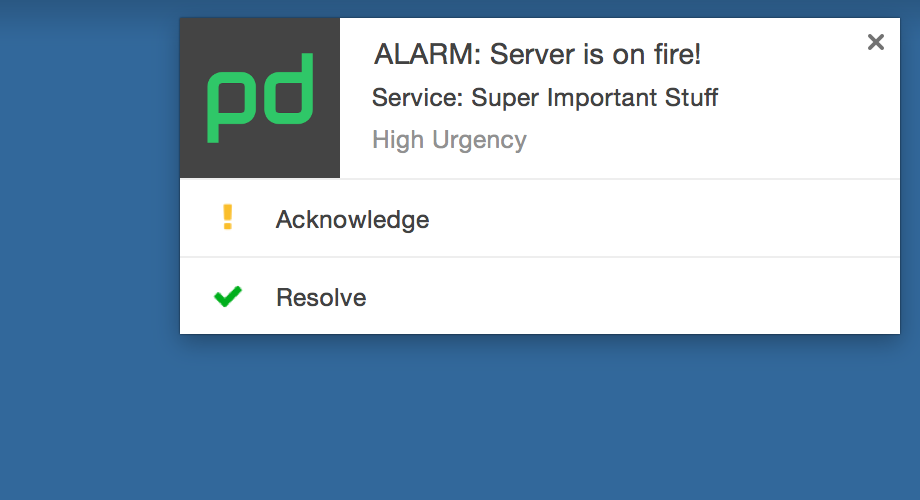 pd
ALARM: Server is on fire!
Service: Super Important Stuff
High Urgency
Acknowledge
Resolve